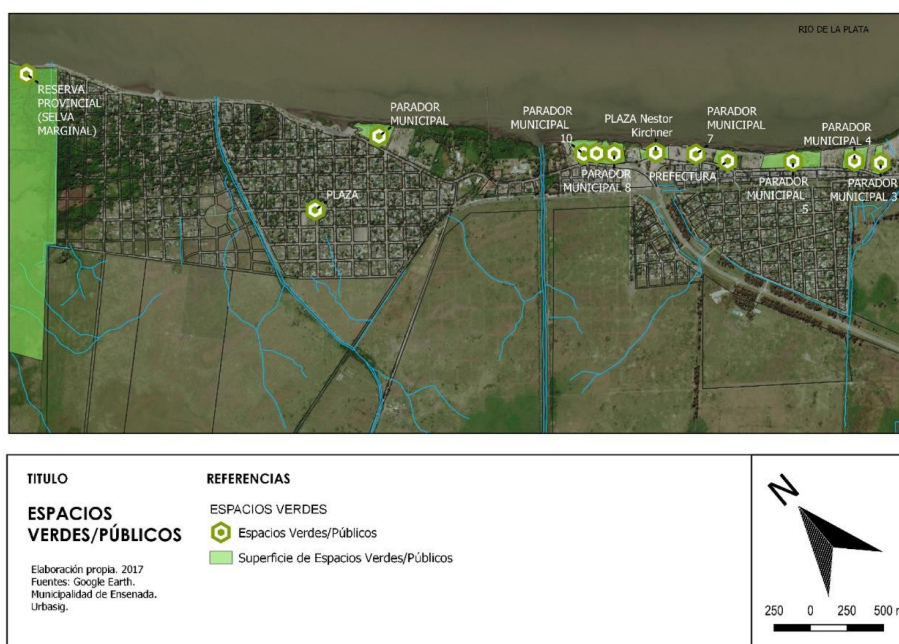 RIO DE LA PLATA
RESERVA
PROVINCIAL
(SELVA
MARGINAL)
PARADOR
MUNICIPAL
PLAZA
PARADOR
MUNICIPAL
10
PARADOR
MUNICIPAL 8
PLAZA Nestor
Kirchner
PREFECTURA
PARADOR
MUNICIPAL
7
PARADOR
MUNICIPAL
5
PARADOR
MUNICIPAL 4
PARADOR
MUNICIPAL 3
TITULO
ESPACIOS
VERDES/PÚBLICOS
Elaboración propia. 2017
Fuentes: Google Earth.
Municipalidad de Ensenada.
Urbasig.
REFERENCIAS
ESPACIOS VERDES
Espacios Verdes/Públicos
Superficie de Espacios Verdes/Públicos
N
250 0 250 500 m